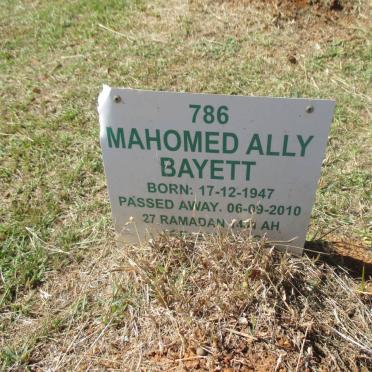 786
MAHOMED ALLY
BAYETT
BORN: 17-12-1947
PASSED AWAY. 06-09-2010
27 RAMADAN AH